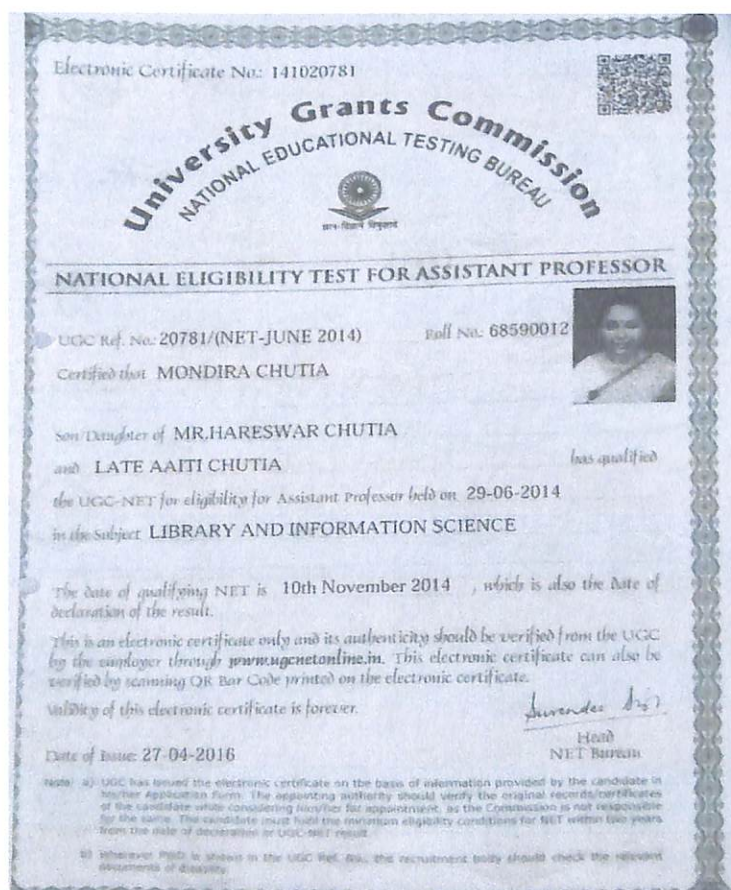 Electronic Certificate No.: 141020781
University Grants Commission
NATIONAL EDUCATIONAL TESTING BUREAU
ज्ञान-विज्ञानं विमुक्तये
NATIONAL ELIGIBILITY TEST FOR ASSISTANT PROFESSOR
UGC Ref. No.: 20781/(NET-JUNE 2014) Roll No.: 68590012
Certified that MONDIRA CHUTIA
Son/Daughter of MR.HARESWAR CHUTIA
and LATE AAITI CHUTIA has qualified
the UGC-NET for eligibility for Assistant Professor held on 29-06-2014
in the Subject LIBRARY AND INFORMATION SCIENCE
The date of qualifying NET is 10th November 2014 , which is also the date of
declaration of the result.
This is an electronic certificate only and its authenticity should be verified from the UGC
by the employer through www.ugcnetonline.in. This electronic certificate can also be
verified by scanning QR Bar Code printed on the electronic certificate.
Validity of this electronic certificate is forever.
Surender
Head
NET Bureau
Date of Issue: 27-04-2016
Note: a) UGC has issued the electronic certificate on the basis of information provided by the candidate in
his/her Application Form. The appointing authority should verify the original records/certificates
of the candidate while considering him/her for appointment, as the Commission is not responsible
for the same. The candidate must fulfil the minimum eligibility conditions for NET within two years
from the date of declaration of UGC-NET result.
b) Wherever PWD is shown in the UGC Ref. No., the recruitment body should check the relevant
documents of disability.